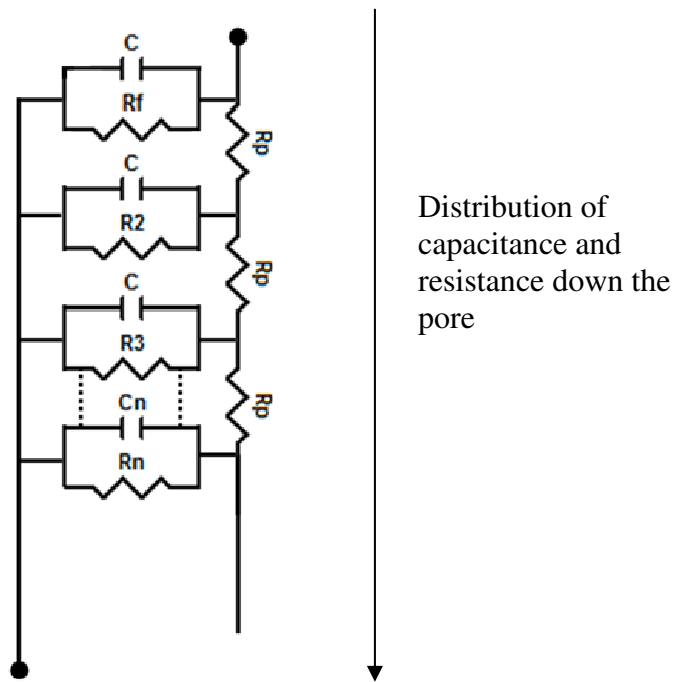 C
Rf
Rp
C
R2
Rp
C
R3
Rp
Cn
Rn
Distribution of
capacitance and
resistance down the
pore